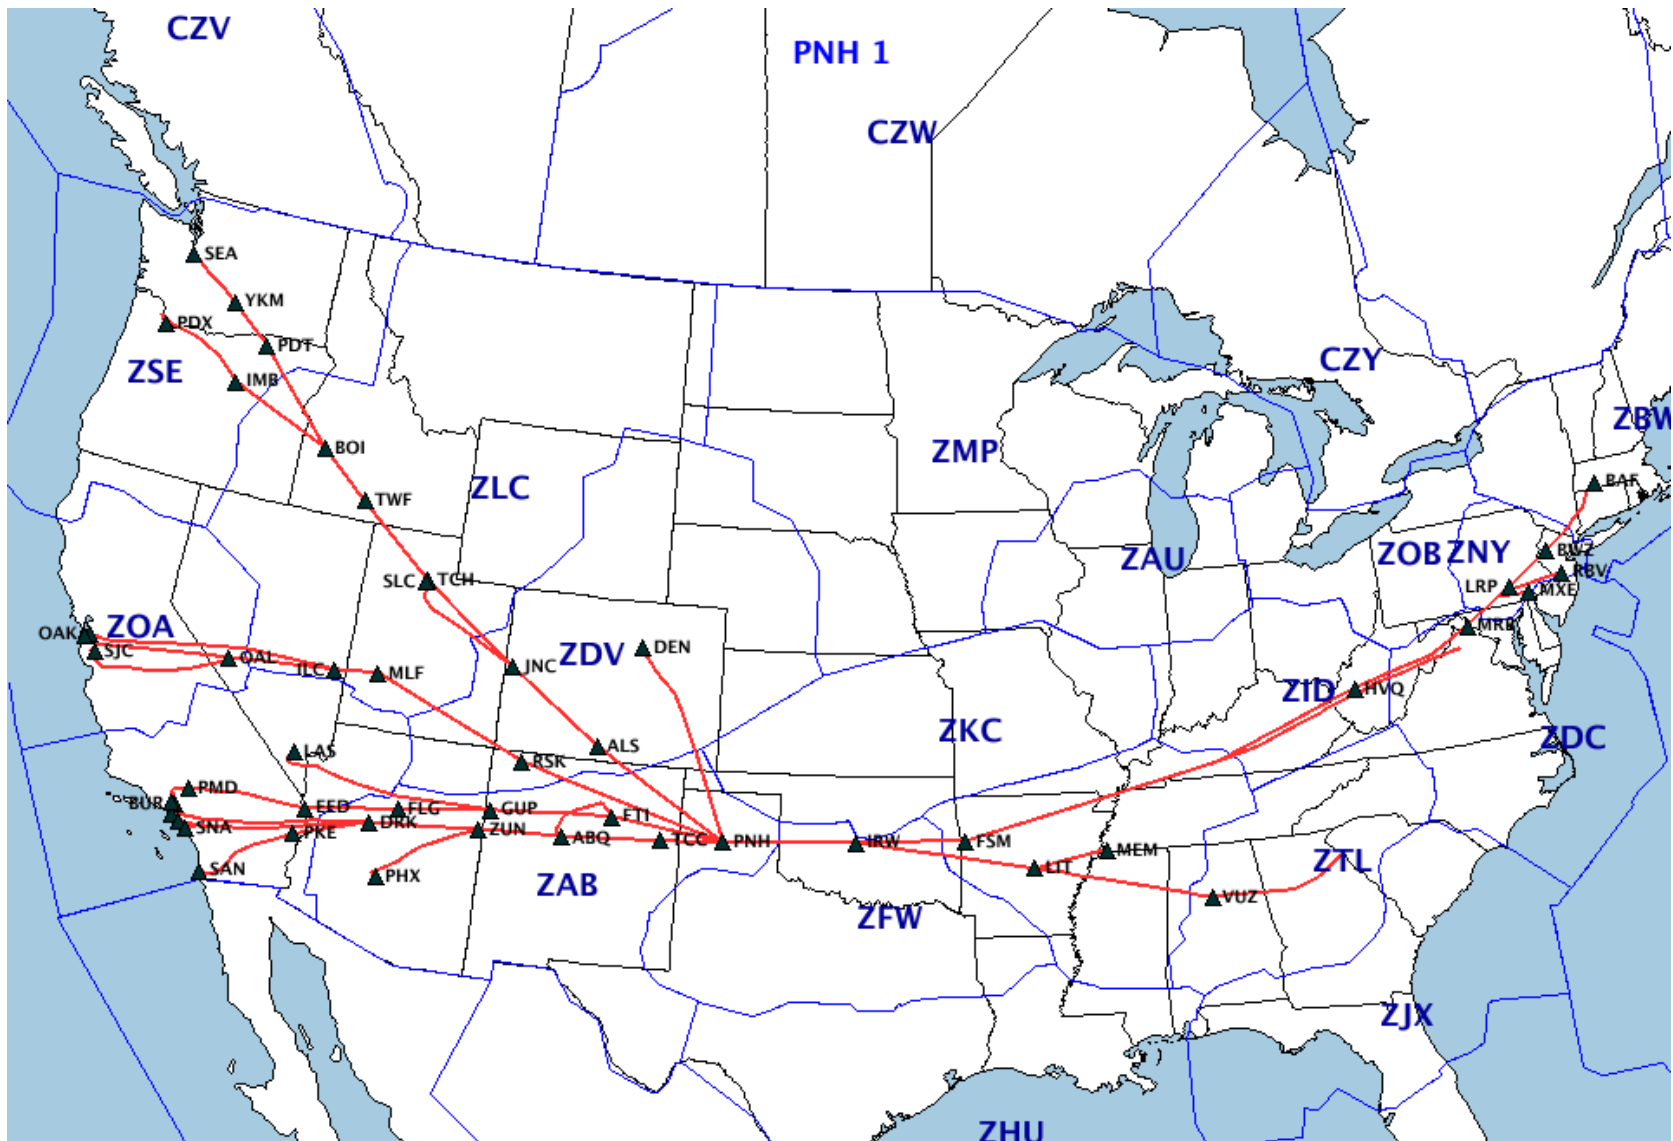 CZV
PNH 1
CZW
SEA
YKM
PDX
PDT
ZSE
IMB
CZY
ZBW
BOI
ZMP
ZLC
BAF
TWF
ZAU
ZOB
ZNY
BWZ
SLC
TCH
RBV
LRP
MXE
OAK
ZOA
MRB
SJC
OAL
ILC
MLF
JNC
ZDV
DEN
ZID
HVQ
ZKC
ZDC
LAS
ALS
RSK
PMD
BUR
EED
FLG
GUP
FTI
SNA
PKE
DRK
ZUN
ABQ
TCC
PNH
IRW
FSM
MEM
SAN
PHX
ZAB
LIT
ZTL
VUZ
ZFW
ZJX
ZHU